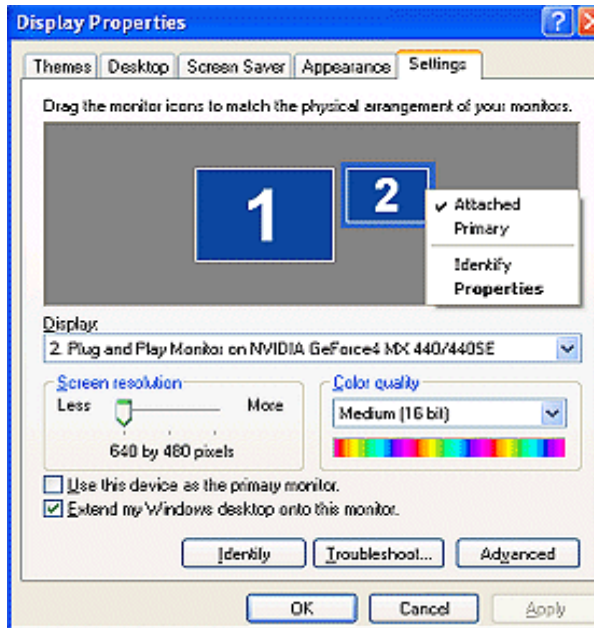 Display Properties
Themes Desktop Screen Saver Appearance Settings
Drag the monitor icons to match the physical arrangement of your monitors.
1 2
Attached
Primary
Identify
Properties
Display:
2. Plug and Play Monitor on NVIDIA GeForce4 MX 440/440SE
Screen resolution
Less More
640 by 480 pixels
Color quality
Medium (16 bit)
Use this device as the primary monitor.
Extend my Windows desktop onto this monitor.
Identify Troubleshoot... Advanced
OK Cancel Apply